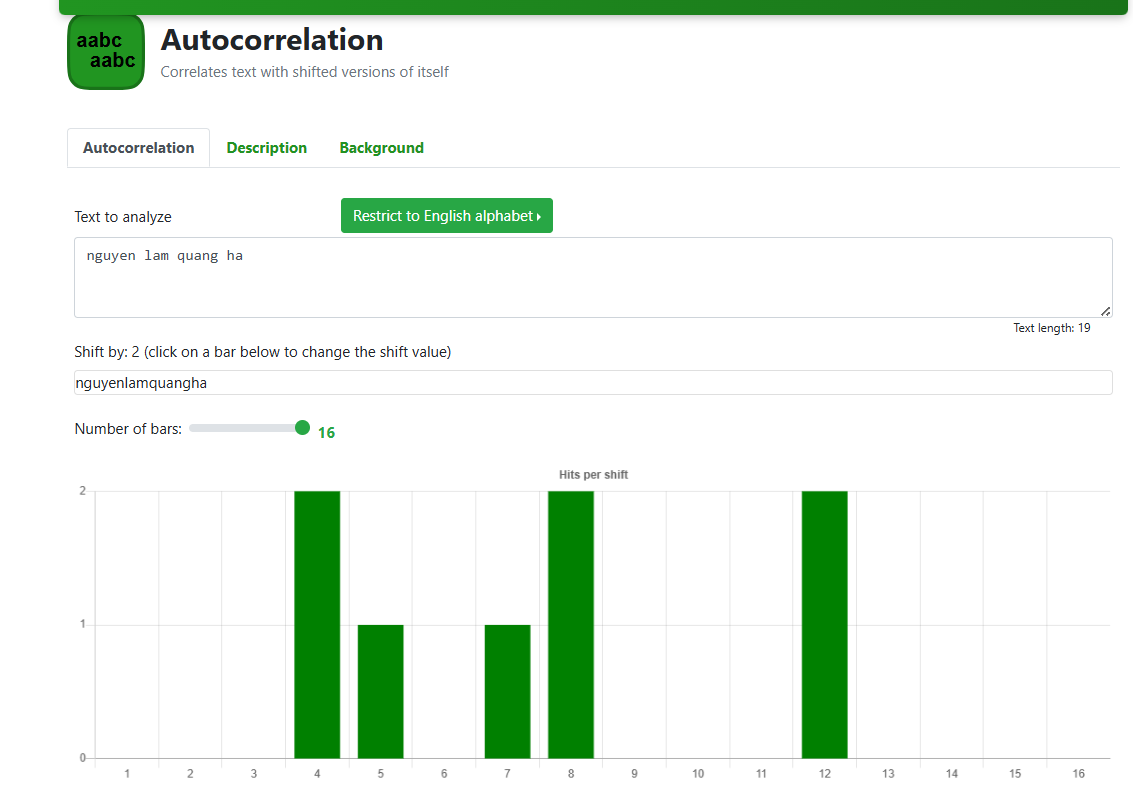 aabc
aabc
Autocorrelation
Correlates text with shifted versions of itself
Autocorrelation Description Background
Text to analyze Restrict to English alphabet
nguyen lam quang ha
Text length: 19
Shift by: 2 (click on a bar below to change the shift value)
nguyenlamquangha
Number of bars: 16
Hits per shift
2
1
0
1 2 3 4 5 6 7 8 9 10 11 12 13 14 15 16